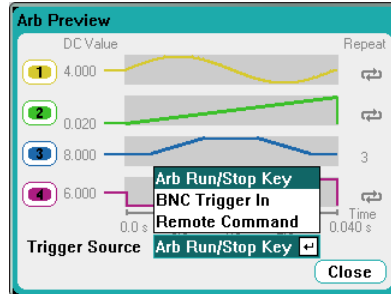 Arb Preview
DC Value
Repeat
1 4.000
2 0.020
3 8.000 3
4 6.000
Arb Run/Stop Key
BNC Trigger In
Remote Command
Time
0.0 s 0.040 s
Trigger Source Arb Run/Stop Key
Close